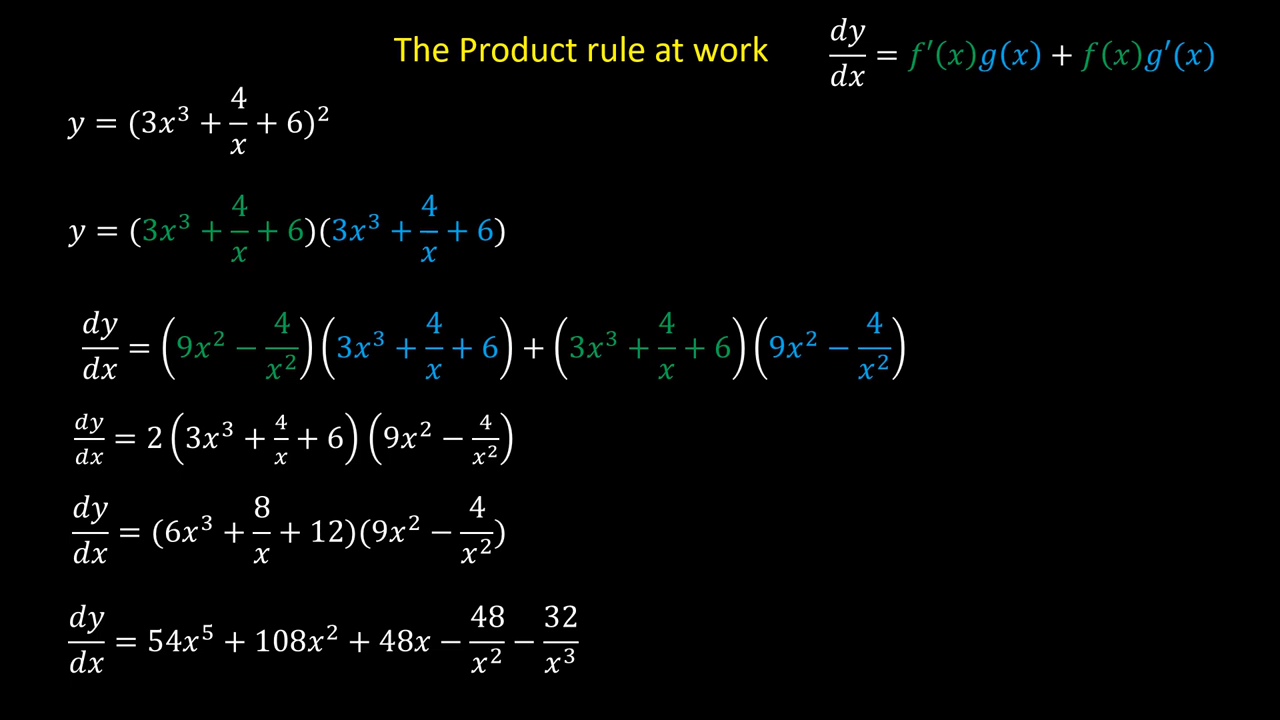 The Product rule at work
dy/dx = f′(x)g(x) + f(x)g′(x)
y = (3x³ + 4/x + 6)²
y = (3x³ + 4/x + 6)(3x³ + 4/x + 6)
dy/dx = (9x² − 4/x²)(3x³ + 4/x + 6) + (3x³ + 4/x + 6)(9x² − 4/x²)
dy/dx = 2(3x³ + 4/x + 6)(9x² − 4/x²)
dy/dx = (6x³ + 8/x + 12)(9x² − 4/x²)
dy/dx = 54x⁵ + 108x² + 48x − 48/x² − 32/x³